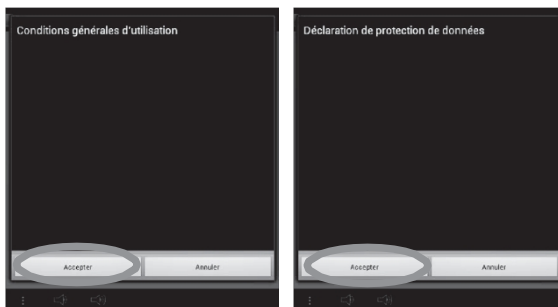 Conditions générales d'utilisation
Accepter Annuler
Déclaration de protection de données
Accepter Annuler